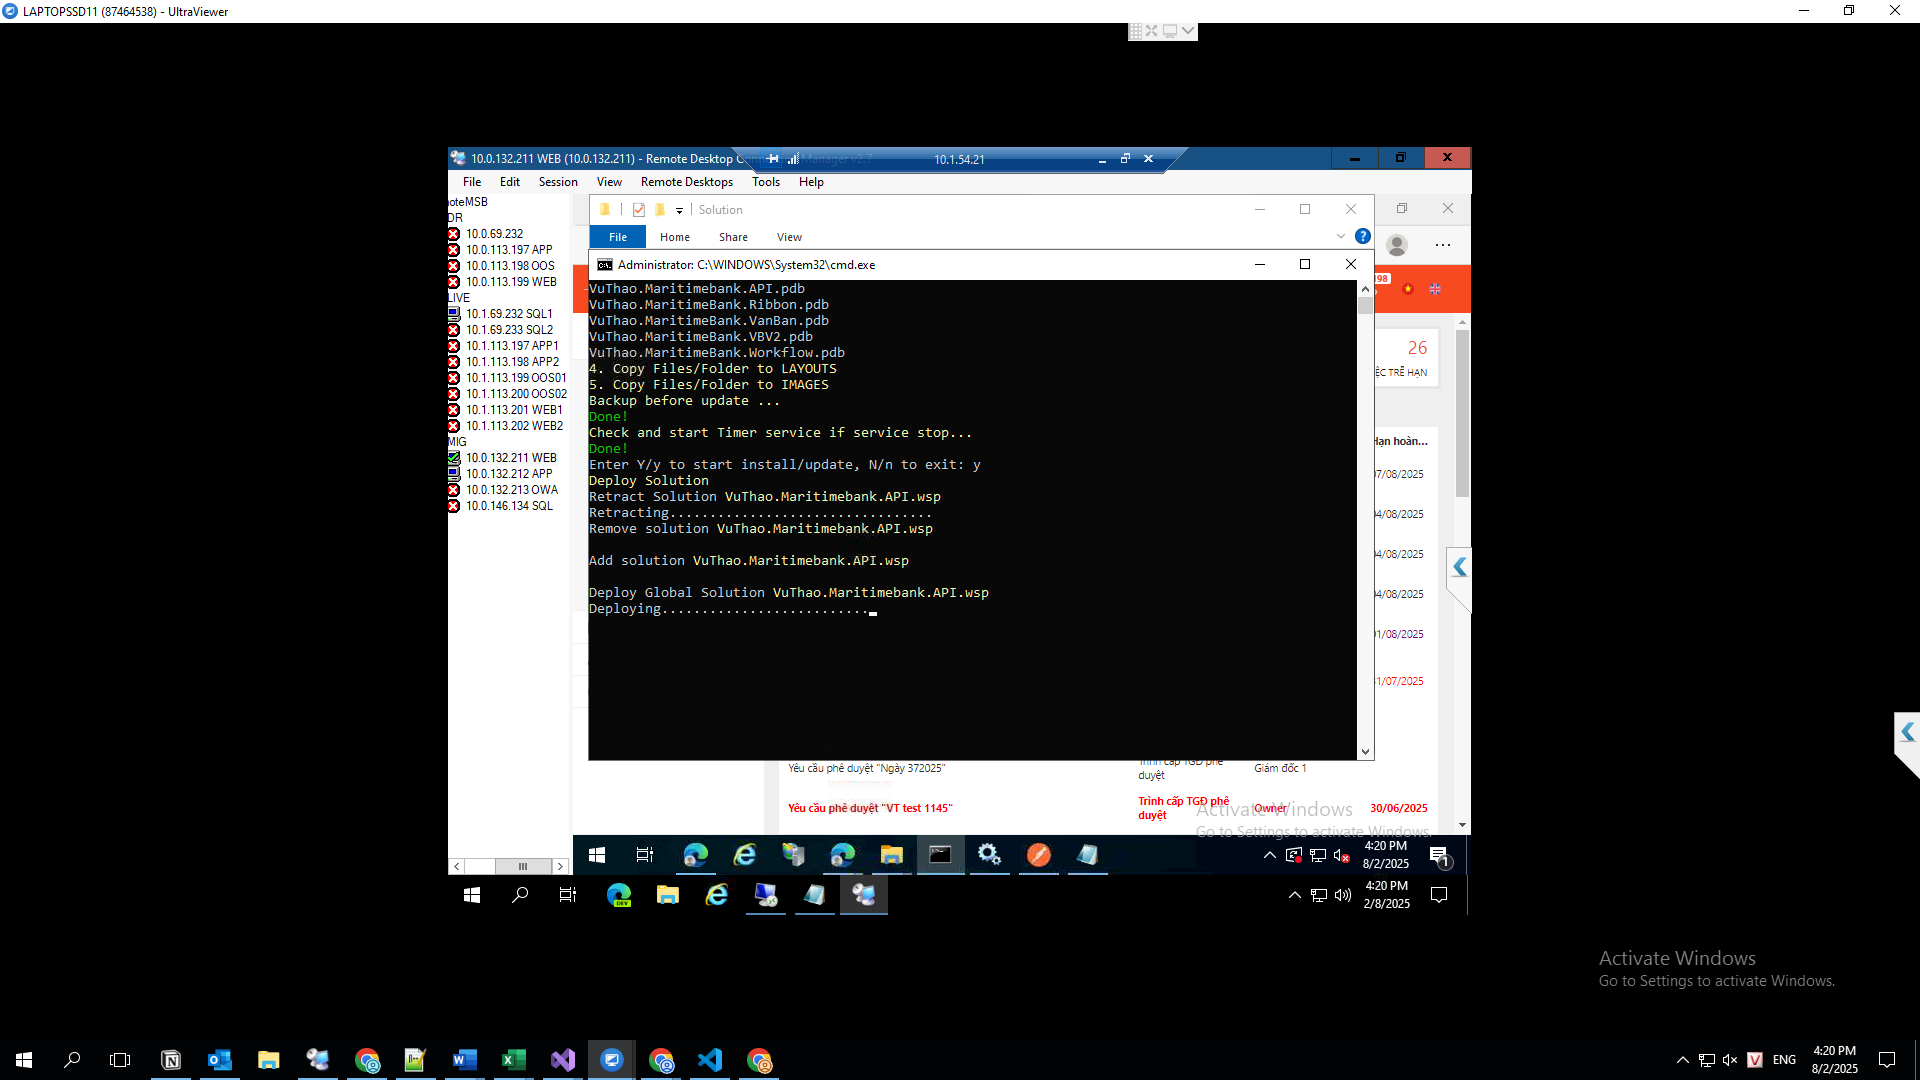 LAPTOPSSD11 (87464538) - UltraViewer
10.0.132.211 WEB (10.0.132.211) - Remote Desktop Connection Manager v2.7
10.1.54.21
File Edit Session View Remote Desktops Tools Help
oteMSB
DR
10.0.69.232
10.0.113.197 APP
10.0.113.198 OOS
10.0.113.199 WEB
LIVE
10.1.69.232 SQL1
10.1.69.233 SQL2
10.1.113.197 APP1
10.1.113.198 APP2
10.1.113.199 OOS01
10.1.113.200 OOS02
10.1.113.201 WEB1
10.1.113.202 WEB2
MIG
10.0.132.211 WEB
10.0.132.212 APP
10.0.132.213 OWA
10.0.146.134 SQL
Solution
File Home Share View
Administrator: C:\WINDOWS\System32\cmd.exe
VuThao.Maritimebank.API.pdb
VuThao.MaritimeBank.Ribbon.pdb
VuThao.MaritimeBank.VanBan.pdb
VuThao.MaritimeBank.VBV2.pdb
VuThao.MaritimeBank.Workflow.pdb
4. Copy Files/Folder to LAYOUTS
5. Copy Files/Folder to IMAGES
Backup before update ...
Done!
Check and start Timer service if service stop...
Done!
Enter Y/y to start install/update, N/n to exit: y
Deploy Solution
Retract Solution VuThao.Maritimebank.API.wsp
Retracting.................................
Remove solution VuThao.Maritimebank.API.wsp
Add solution VuThao.Maritimebank.API.wsp
Deploy Global Solution VuThao.Maritimebank.API.wsp
Deploying..........................
98
26
ỆC TRỄ HẠN
Hạn hoàn...
7/08/2025
4/08/2025
4/08/2025
4/08/2025
1/08/2025
1/07/2025
Yêu cầu phê duyệt "Ngày 372025"
Trình cấp TGĐ phê duyệt
Giám đốc 1
Yêu cầu phê duyệt "VT test 1145"
Trình cấp TGĐ phê duyệt
Owner
30/06/2025
Activate Windows
Go to Settings to activate Windows.
4:20 PM
8/2/2025
1
DEV
4:20 PM
2/8/2025
Activate Windows
Go to Settings to activate Windows.
ENG
4:20 PM
8/2/2025